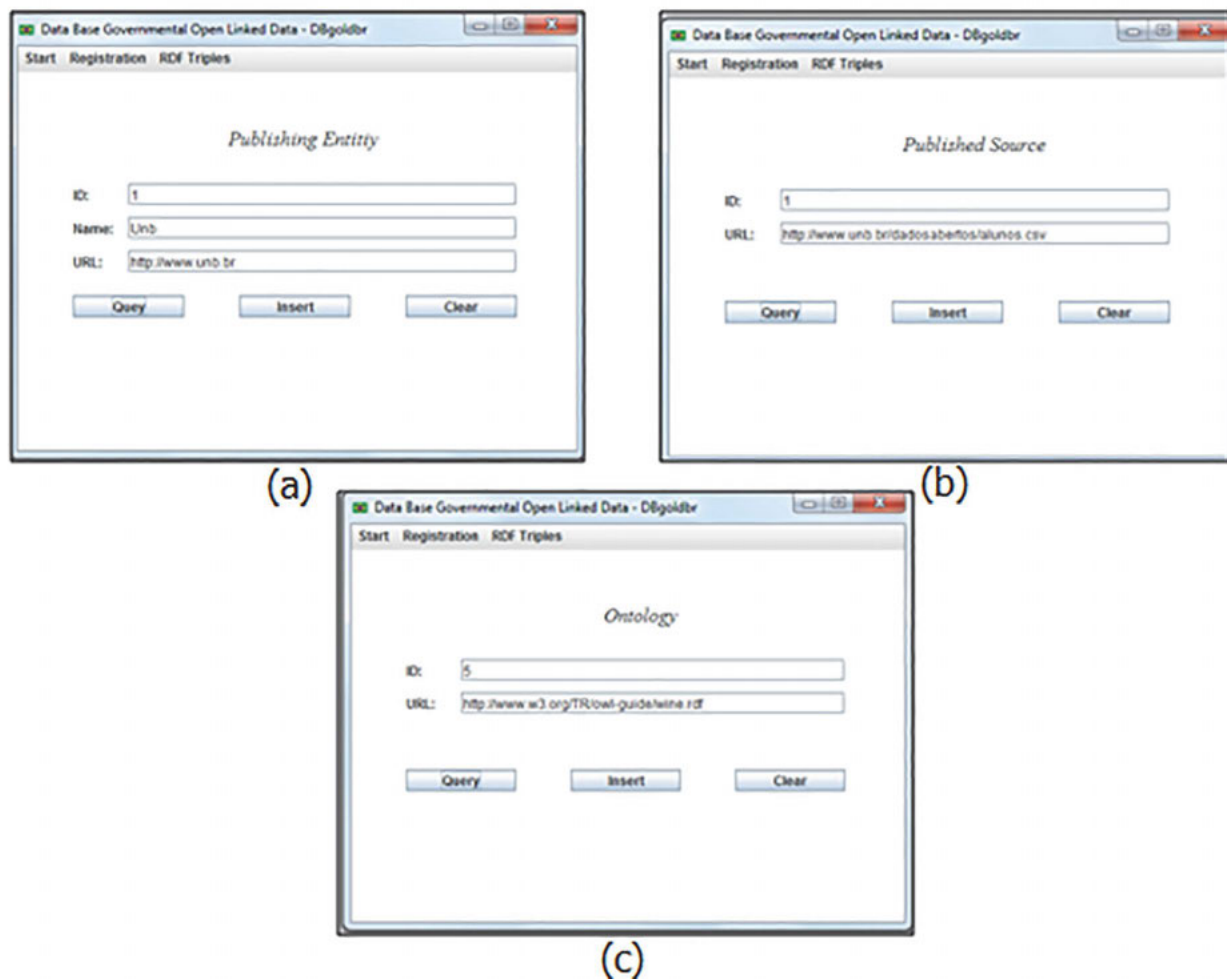 Data Base Governmental Open Linked Data - DBgoldbr
Start Registration RDF Triples
Publishing Entitiy
ID: 1
Name: Unb
URL: http://www.unb.br
Quey Insert Clear
(a)
Data Base Governmental Open Linked Data - DBgoldbr
Start Registration RDF Triples
Published Source
ID: 1
URL: http://www.unb.br/dadosabertos/alunos.csv
Query Insert Clear
(b)
Data Base Governmental Open Linked Data - DBgoldbr
Start Registration RDF Triples
Ontology
ID: 5
URL: http://www.w3.org/TR/owl-guide/wine.rdf
Query Insert Clear
(c)